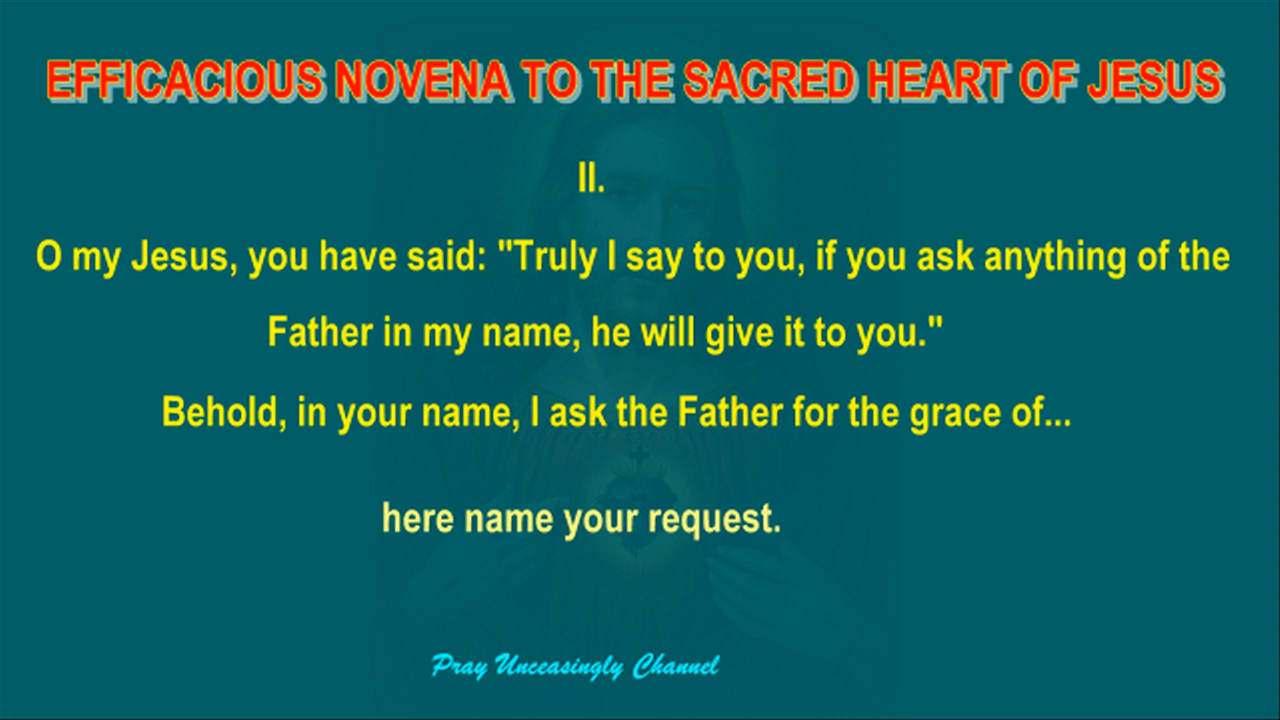 EFFICACIOUS NOVENA TO THE SACRED HEART OF JESUS
II.
O my Jesus, you have said: "Truly I say to you, if you ask anything of the
Father in my name, he will give it to you."
Behold, in your name, I ask the Father for the grace of...
here name your request.
Pray Unceasingly Channel